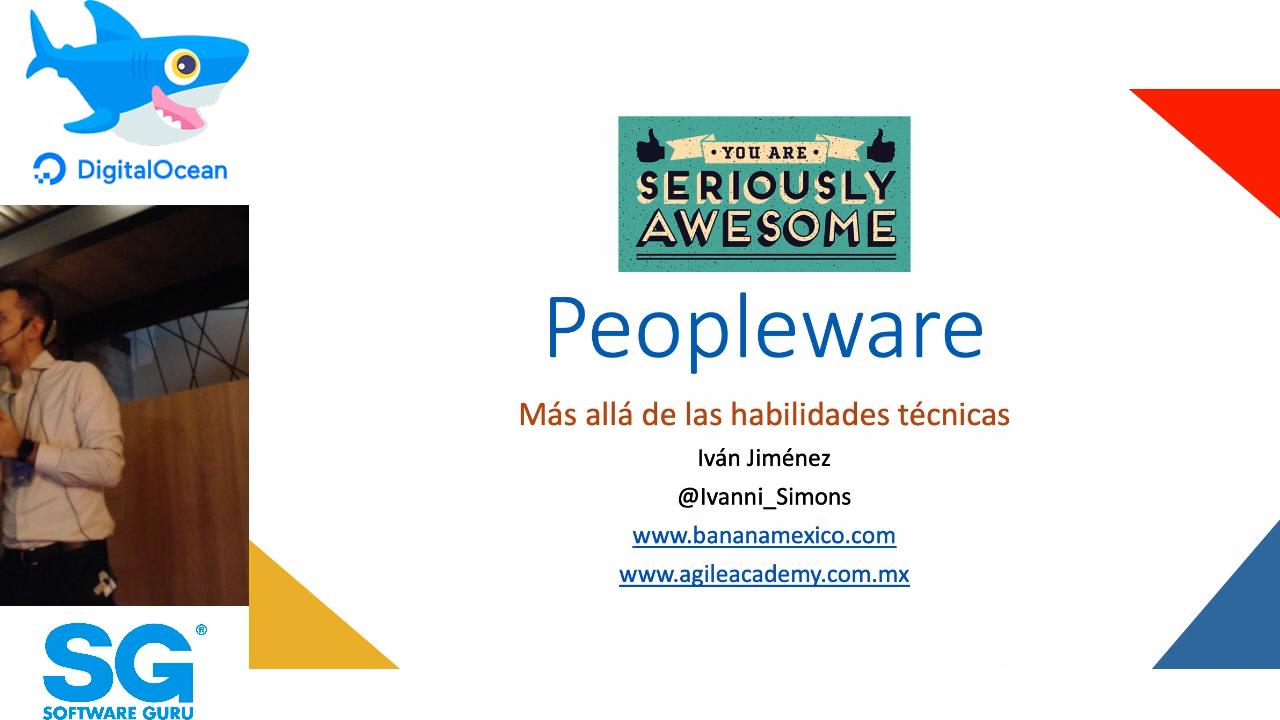 DigitalOcean
YOU ARE
SERIOUSLY
AWESOME
Peopleware
Más allá de las habilidades técnicas
Iván Jiménez
@Ivanni_Simons
www.bananamexico.com
www.agileacademy.com.mx
SG®
SOFTWARE GURU